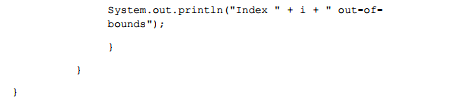 System.out.println("Index " + i + " out-of-
bounds");
}
}
}